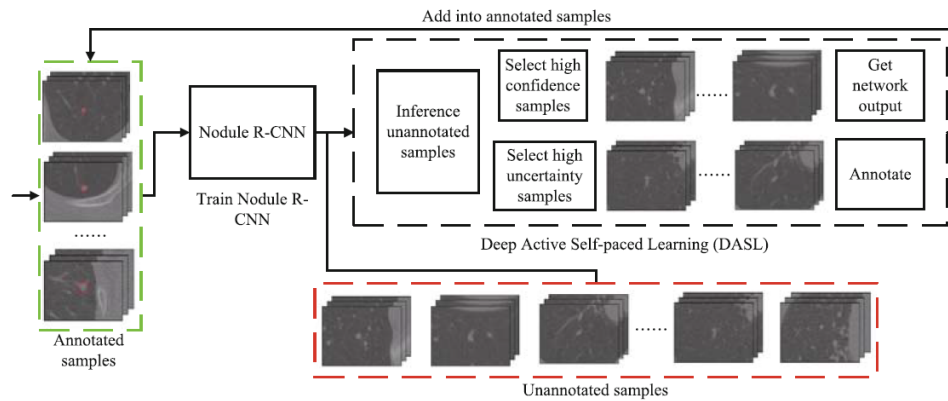 Add into annotated samples
Select high
confidence
samples
......
Get
network
output
Nodule R-CNN
Inference
unannotated
samples
Select high
uncertainty
samples
......
Annotate
Train Nodule R-
CNN
......
Deep Active Self-paced Learning (DASL)
Annotated
samples
......
Unannotated samples